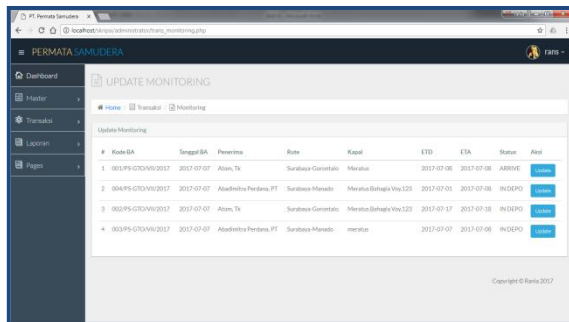 PT. Permata Samudera
localhost/skripsi/administrator/trans_monitoring.php
PERMATA SAMUDERA
rans
Dashboard
Master
Transaksi
Laporan
Pages
UPDATE MONITORING
Home / Transaksi / Monitoring
Update Monitoring
# Kode BA Tanggal BA Penerima Rute Kapal ETD ETA Status Aksi
1 001/PS-GTO/VII/2017 2017-07-07 Atam, Tk Surabaya-Gorontalo Meratus 2017-07-08 2017-07-08 ARRIVE Update
2 004/PS-GTO/VII/2017 2017-07-07 Abadimitra Perdana, PT Surabaya-Manado Meratus Bahagia Voy.123 2017-07-01 2017-07-08 IN DEPO Update
3 002/PS-GTO/VII/2017 2017-07-07 Atam, Tk Surabaya-Gorontalo Meratus Bahagia Voy.123 2017-07-17 2017-07-18 IN DEPO Update
4 003/PS-GTO/VII/2017 2017-07-07 Abadimitra Perdana, PT Surabaya-Manado meratus 2017-07-07 2017-07-08 IN DEPO Update
Copyright © Rania 2017